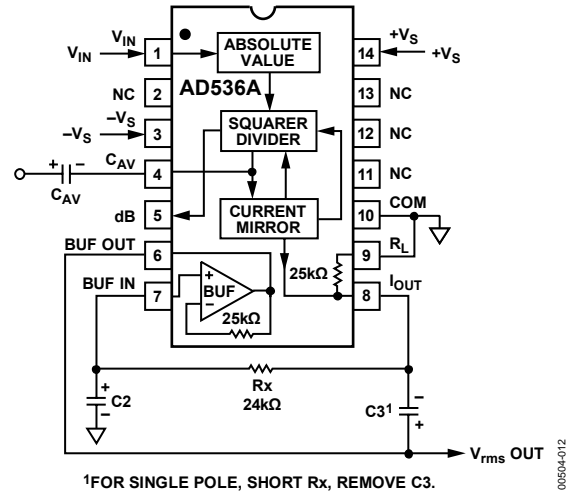 V_IN
V_IN
1
ABSOLUTE
VALUE
14
+V_S
+V_S
NC
2
AD536A
13
NC
–V_S
–V_S
3
SQUARER
DIVIDER
12
NC
+ –
C_AV
C_AV
4
11
NC
dB
5
CURRENT
MIRROR
10
COM
BUF OUT
6
25kΩ
9
R_L
BUF IN
7
+
BUF
–
25kΩ
8
I_OUT
+
C2
–
Rx
24kΩ
–
C3¹
+
V_rms OUT
¹FOR SINGLE POLE, SHORT Rx, REMOVE C3.
00504-012